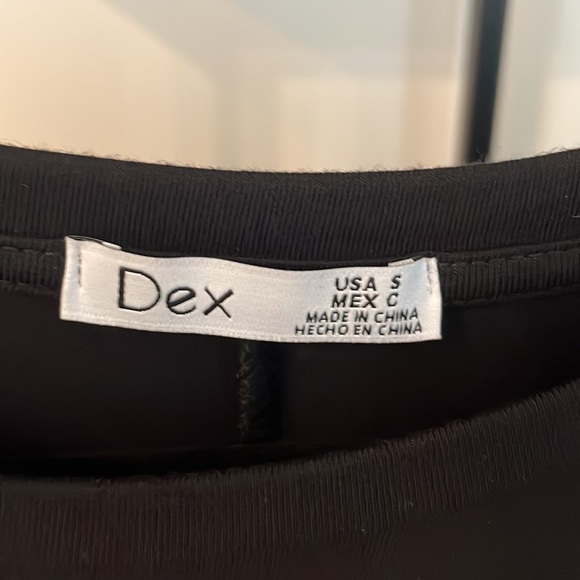 Dex
USA S
MEX C
MADE IN CHINA
HECHO EN CHINA